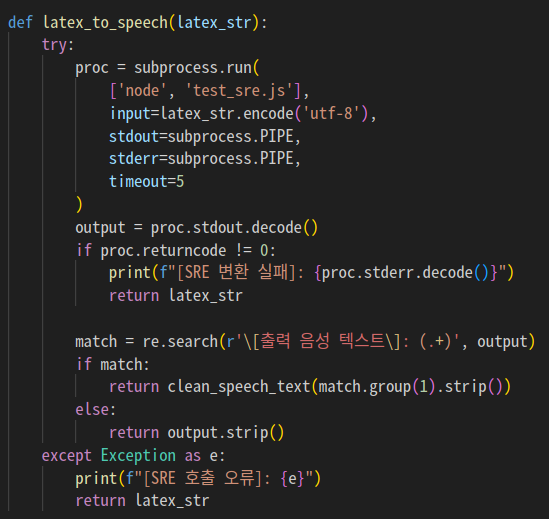 def latex_to_speech(latex_str):
    try:
        proc = subprocess.run(
            ['node', 'test_sre.js'],
            input=latex_str.encode('utf-8'),
            stdout=subprocess.PIPE,
            stderr=subprocess.PIPE,
            timeout=5
        )
        output = proc.stdout.decode()
        if proc.returncode != 0:
            print(f"[SRE 변환 실패]: {proc.stderr.decode()}")
            return latex_str

        match = re.search(r'\[출력 음성 텍스트\]: (.+)', output)
        if match:
            return clean_speech_text(match.group(1).strip())
        else:
            return output.strip()
    except Exception as e:
        print(f"[SRE 호출 오류]: {e}")
        return latex_str